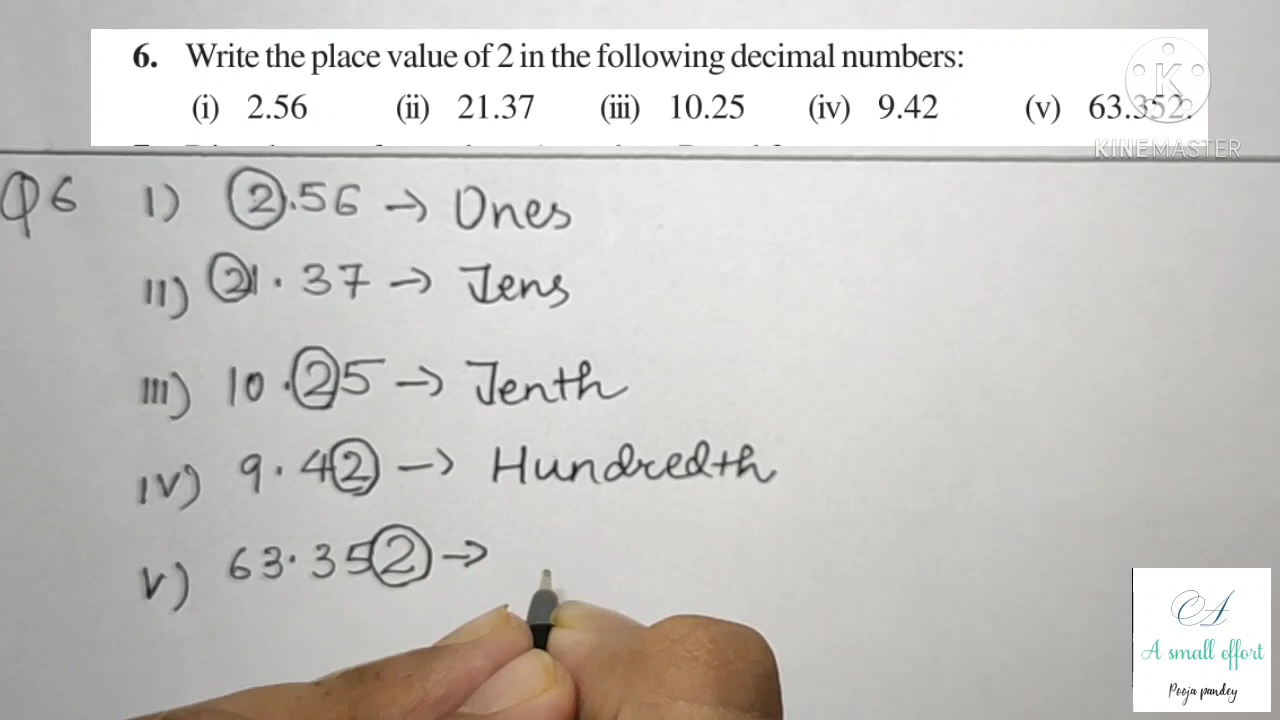 6. Write the place value of 2 in the following decimal numbers:
(i) 2.56 (ii) 21.37 (iii) 10.25 (iv) 9.42 (v) 63.352.
K
KINEMASTER
Q6 I) 2.56 → Ones
II) 21.37 → Tens
III) 10.25 → Tenth
IV) 9.42 → Hundredth
V) 63.352 →
A
A small effort
Pooja pandey